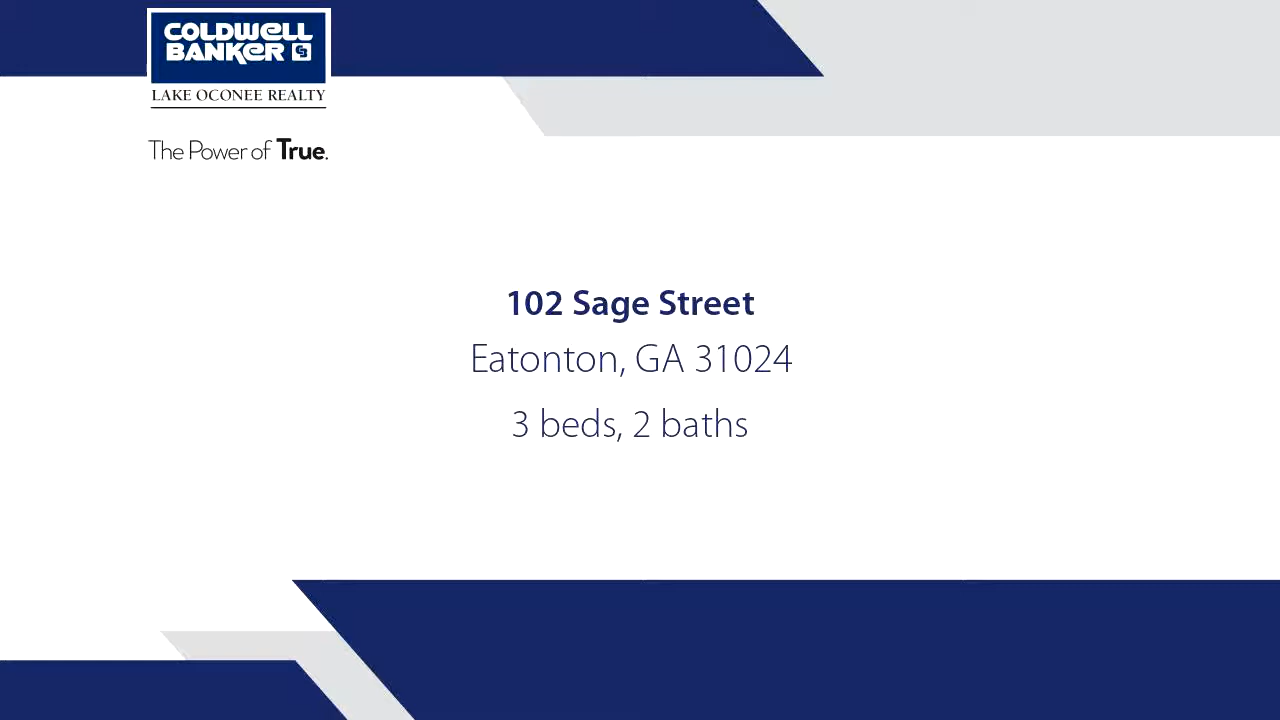 COLDWELL
BANKER CB
LAKE OCONEE REALTY
The Power of True.
102 Sage Street
Eatonton, GA 31024
3 beds, 2 baths